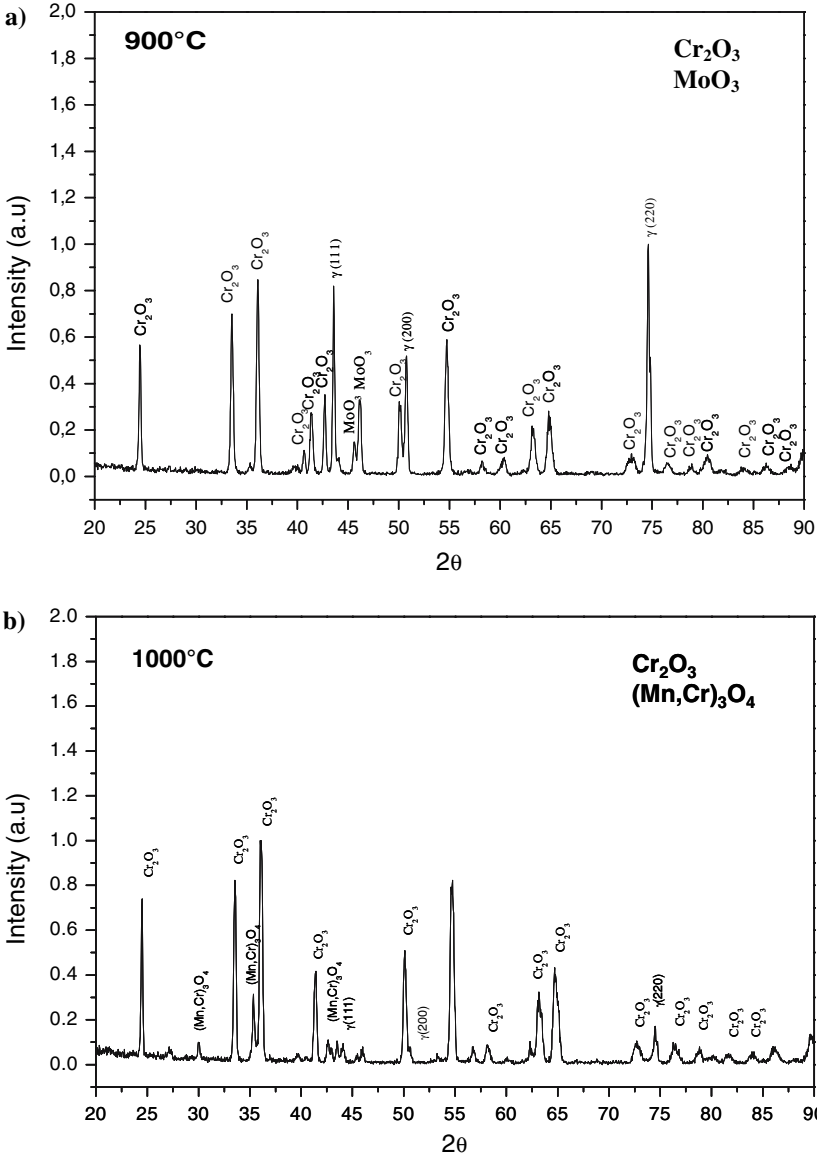 a)
900°C
Cr₂O₃
MoO₃
Intensity (a.u)
2,0
1,8
1,6
1,4
1,2
1,0
0,8
0,6
0,4
0,2
0,0
Cr₂O₃
Cr₂O₃
Cr₂O₃
Cr₂O₃
Cr₂O₃
Cr₂O₃
γ (111)
MoO₃
MoO₃
Cr₂O₃
γ (200)
Cr₂O₃
Cr₂O₃
Cr₂O₃
Cr₂O₃
Cr₂O₃
Cr₂O₃
γ (220)
Cr₂O₃
Cr₂O₃
Cr₂O₃
Cr₂O₃
Cr₂O₃
Cr₂O₃
20 25 30 35 40 45 50 55 60 65 70 75 80 85 90
2θ
b)
1000°C
Cr₂O₃
(Mn,Cr)₃O₄
Intensity (a.u)
2.0
1.8
1.6
1.4
1.2
1.0
0.8
0.6
0.4
0.2
0.0
Cr₂O₃
(Mn,Cr)₃O₄
Cr₂O₃
(Mn,Cr)₃O₄
Cr₂O₃
Cr₂O₃
(Mn,Cr)₃O₄
γ(111)
Cr₂O₃
γ(200)
Cr₂O₃
Cr₂O₃
Cr₂O₃
Cr₂O₃
γ(220)
Cr₂O₃
Cr₂O₃
Cr₂O₃
Cr₂O₃
20 25 30 35 40 45 50 55 60 65 70 75 80 85 90
2θ